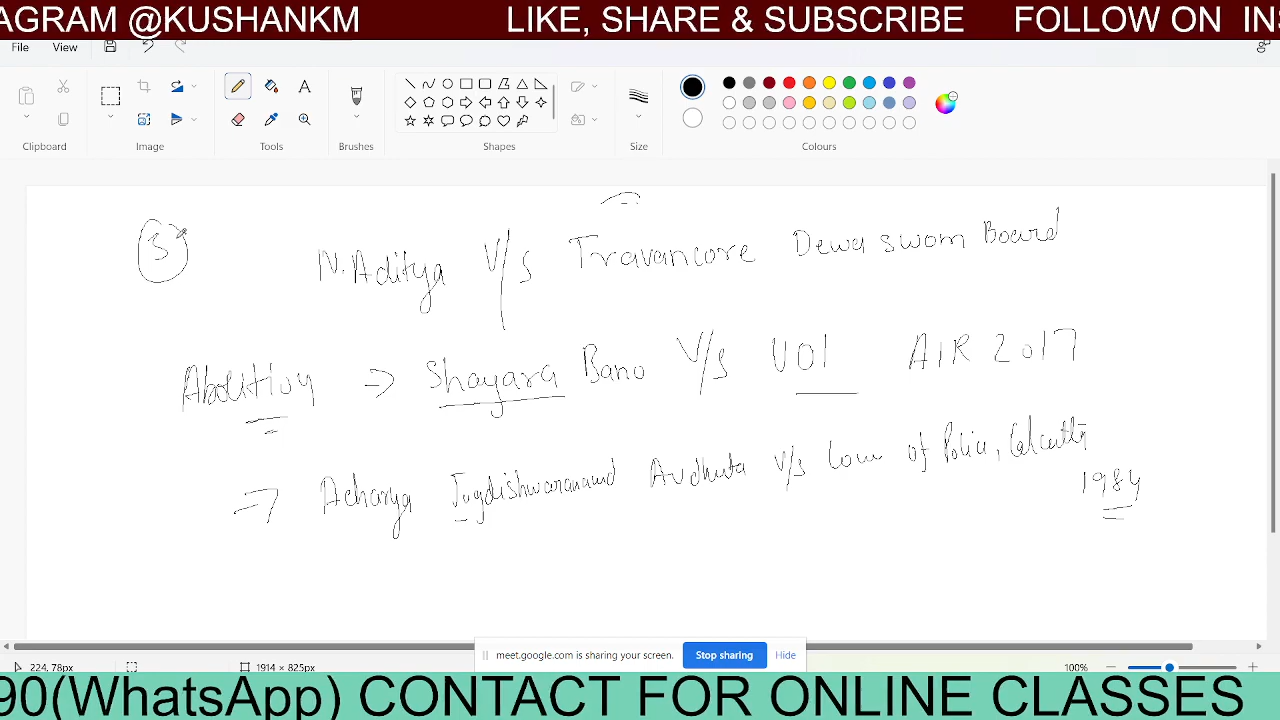 AGRAM @KUSHANKM LIKE, SHARE & SUBSCRIBE FOLLOW ON INS
File View
Clipboard Image Tools Brushes Shapes Size Colours
3 N. Aditya V/s Travancore Dewaswom Board
Abolition => Shayara Bano V/s UOI AIR 2017
=> Acharya Jagdishwaranand Avdhuta v/s Comm of Police, Calcutta
1984
meet.google.com is sharing your screen. Stop sharing Hide
1914 × 825px 100%
90(WhatsApp) CONTACT FOR ONLINE CLASSES